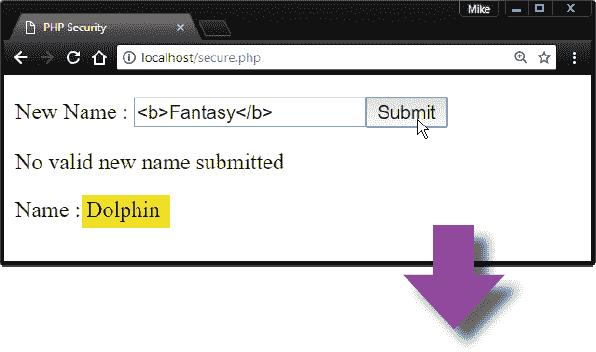 Mike
PHP Security
localhost/secure.php
New Name : <b>Fantasy</b> Submit
No valid new name submitted
Name : Dolphin